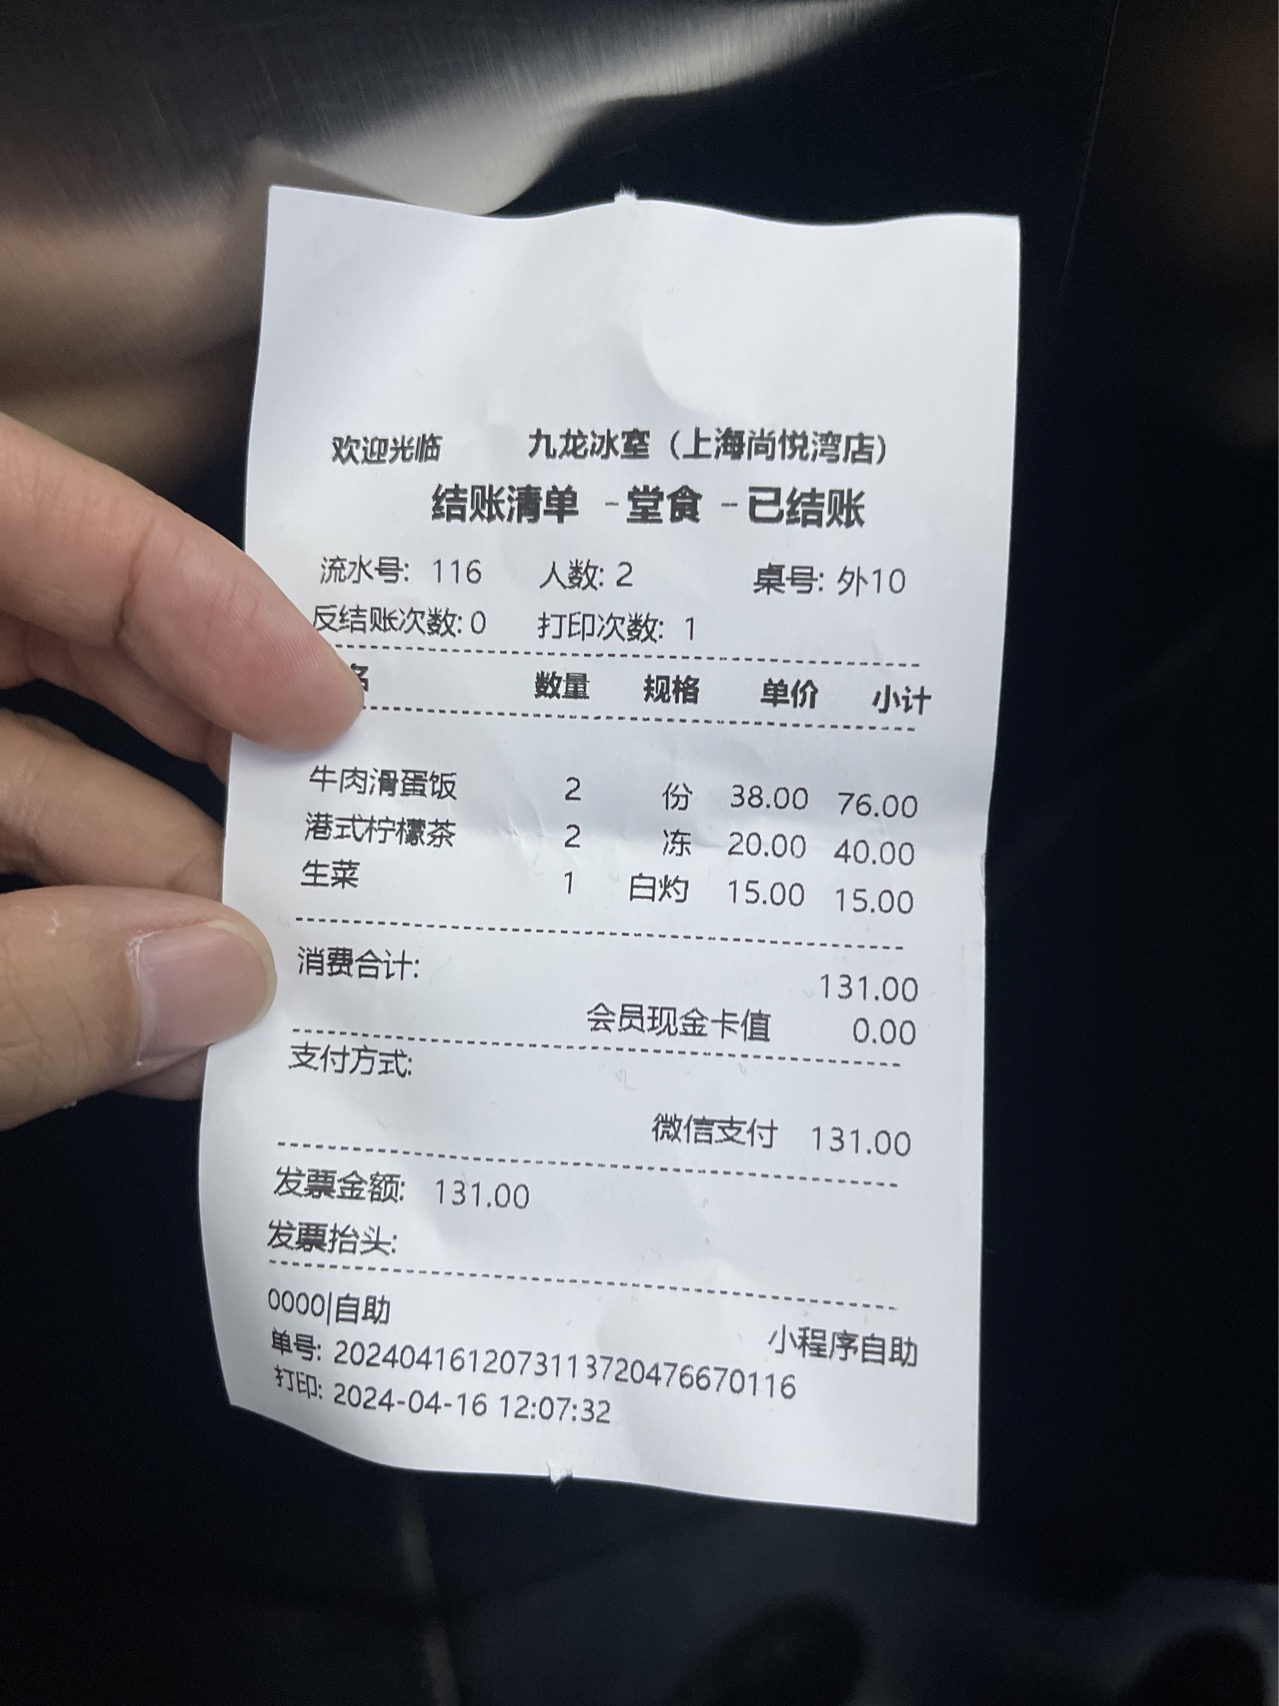 欢迎光临 九龙冰室（上海尚悦湾店）
结账清单 -堂食 -已结账
流水号: 116 人数: 2 桌号: 外10
反结账次数: 0 打印次数: 1
名 数量 规格 单价 小计
牛肉滑蛋饭 2 份 38.00 76.00
港式柠檬茶 2 冻 20.00 40.00
生菜 1 白灼 15.00 15.00
消费合计: 131.00
会员现金卡值 0.00
支付方式:
微信支付 131.00
发票金额: 131.00
发票抬头:
0000|自助 小程序自助
单号: 20240416120731137204766​70116
打印: 2024-04-16 12:07:32